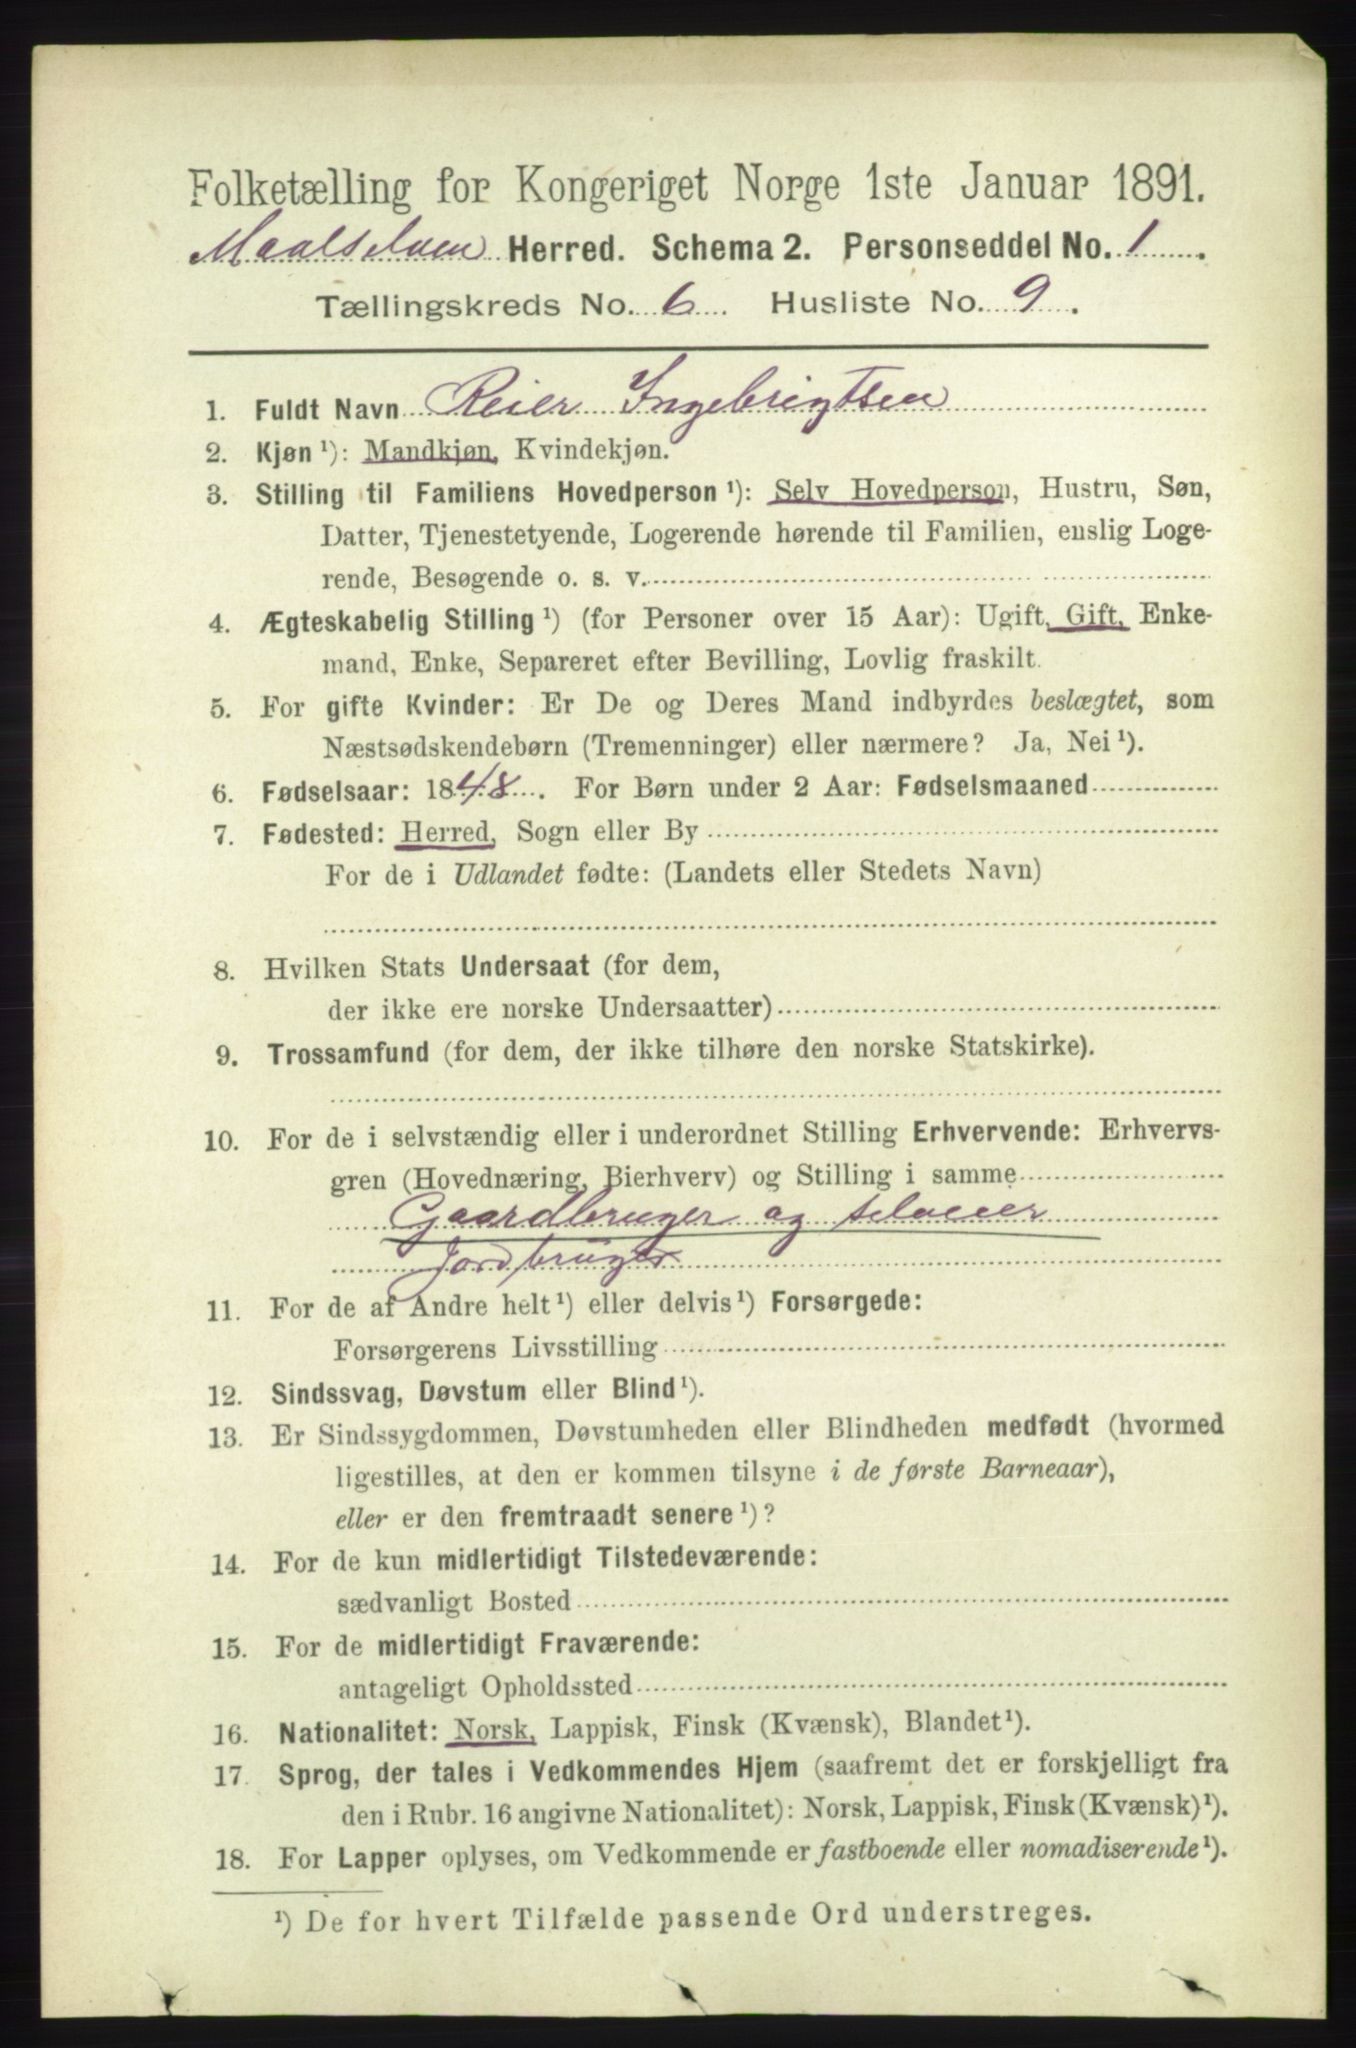 Folketælling for Kongeriget Norge 1ste Januar 1891.
Maalselven Herred. Schema 2. Personseddel No. 1.
Tællingskreds No. 6. Husliste No. 9.
1. Fuldt Navn Reier Ingebrigtsen
2. Kjøn ¹): Mandkjøn, Kvindekjøn.
3. Stilling til Familiens Hovedperson ¹): Selv Hovedperson, Hustru, Søn,
Datter, Tjenestetyende, Logerende hørende til Familien, enslig Loge-
rende, Besøgende o. s. v.
4. Ægteskabelig Stilling ¹) (for Personer over 15 Aar): Ugift, Gift, Enke-
mand, Enke, Separeret efter Bevilling, Lovlig fraskilt.
5. For gifte Kvinder: Er De og Deres Mand indbyrdes beslægtet, som
Næstsødskendebørn (Tremenninger) eller nærmere? Ja, Nei ¹).
6. Fødselsaar: 1848. For Børn under 2 Aar: Fødselsmaaned
7. Fødested: Herred, Sogn eller By
For de i Udlandet fødte: (Landets eller Stedets Navn)
8. Hvilken Stats Undersaat (for dem,
der ikke ere norske Undersaatter)
9. Trossamfund (for dem, der ikke tilhøre den norske Statskirke).
10. For de i selvstændig eller i underordnet Stilling Erhvervende: Erhvervs-
gren (Hovednæring, Bierhverv) og Stilling i samme
Gaardbruger og selveier
Jordbruger
11. For de af Andre helt ¹) eller delvis ¹) Forsørgede:
Forsørgerens Livsstilling
12. Sindssvag, Døvstum eller Blind ¹).
13. Er Sindssygdommen, Døvstumheden eller Blindheden medfødt (hvormed
ligestilles, at den er kommen tilsyne i de første Barneaar),
eller er den fremtraadt senere ¹)?
14. For de kun midlertidigt Tilstedeværende:
sædvanligt Bosted
15. For de midlertidigt Fraværende:
antageligt Opholdssted
16. Nationalitet: Norsk, Lappisk, Finsk (Kvænsk), Blandet ¹).
17. Sprog, der tales i Vedkommendes Hjem (saafremt det er forskjelligt fra
den i Rubr. 16 angivne Nationalitet): Norsk, Lappisk, Finsk (Kvænsk) ¹).
18. For Lapper oplyses, om Vedkommende er fastboende eller nomadiserende ¹).
¹) De for hvert Tilfælde passende Ord understreges.